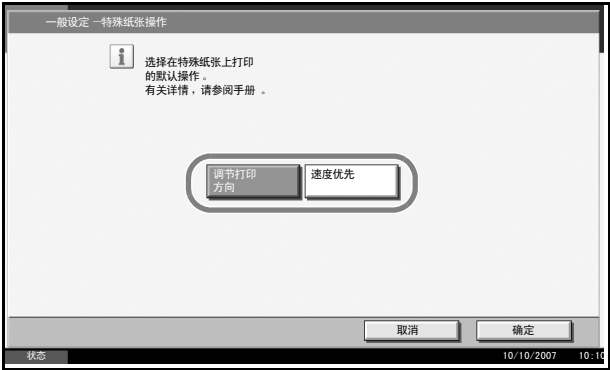 一般设定 －特殊纸张操作
选择在特殊纸张上打印
的默认操作。
有关详情，请参阅手册 。
调节打印
方向
速度优先
取消
确定
状态
10/10/2007
10:10